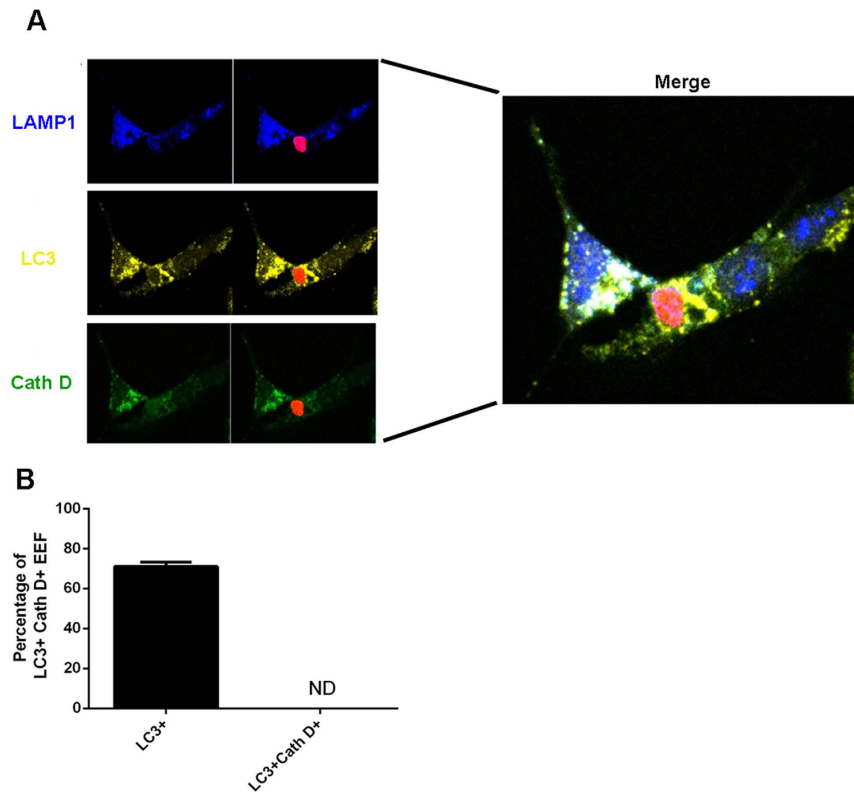 A
LAMP1
LC3
Cath D
Merge
B
Percentage of
LC3+ Cath D+ EEF
100
80
60
40
20
0
ND
LC3+
LC3+Cath D+